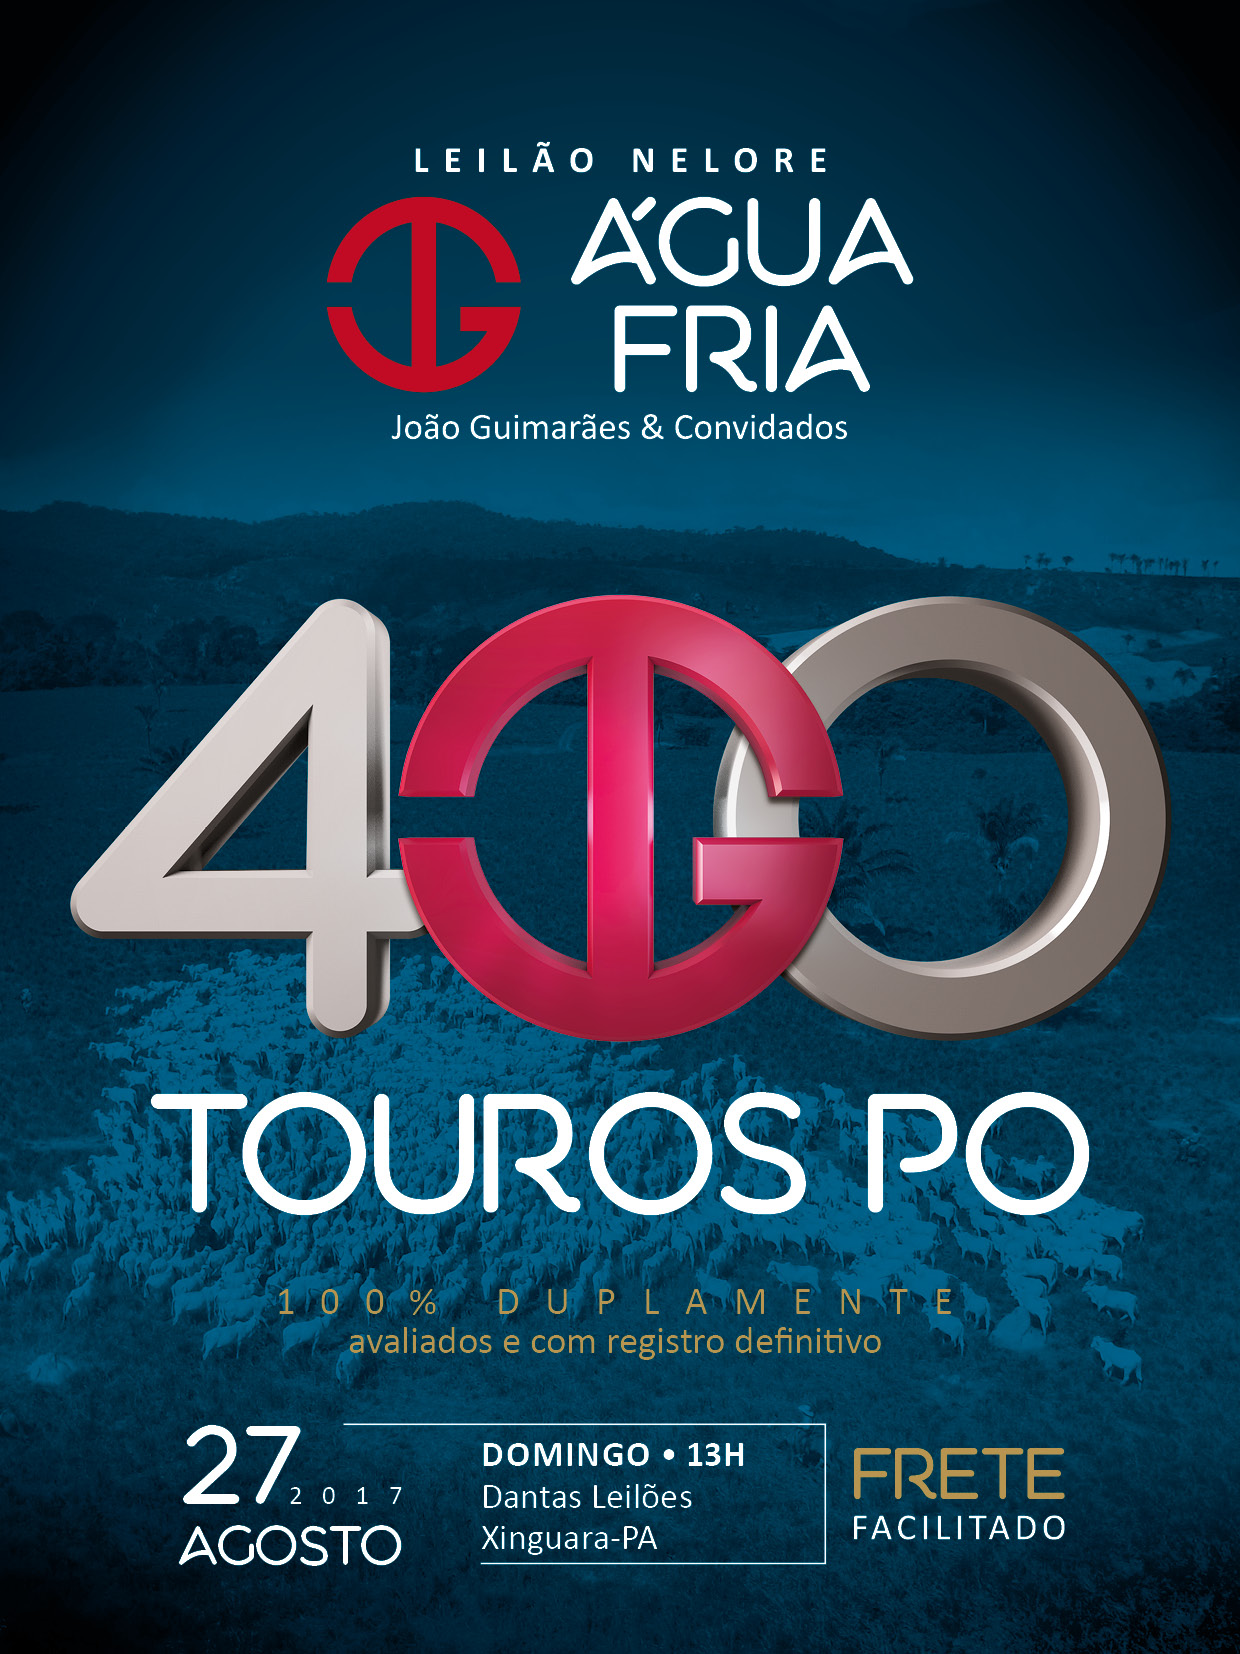 LEILÃO NELORE
ÁGUA
FRIA
João Guimarães & Convidados
400
TOUROS PO
100% DUPLAMENTE
avaliados e com registro definitivo
27 2017
AGOSTO
DOMINGO • 13H
Dantas Leilões
Xinguara-PA
FRETE
FACILITADO